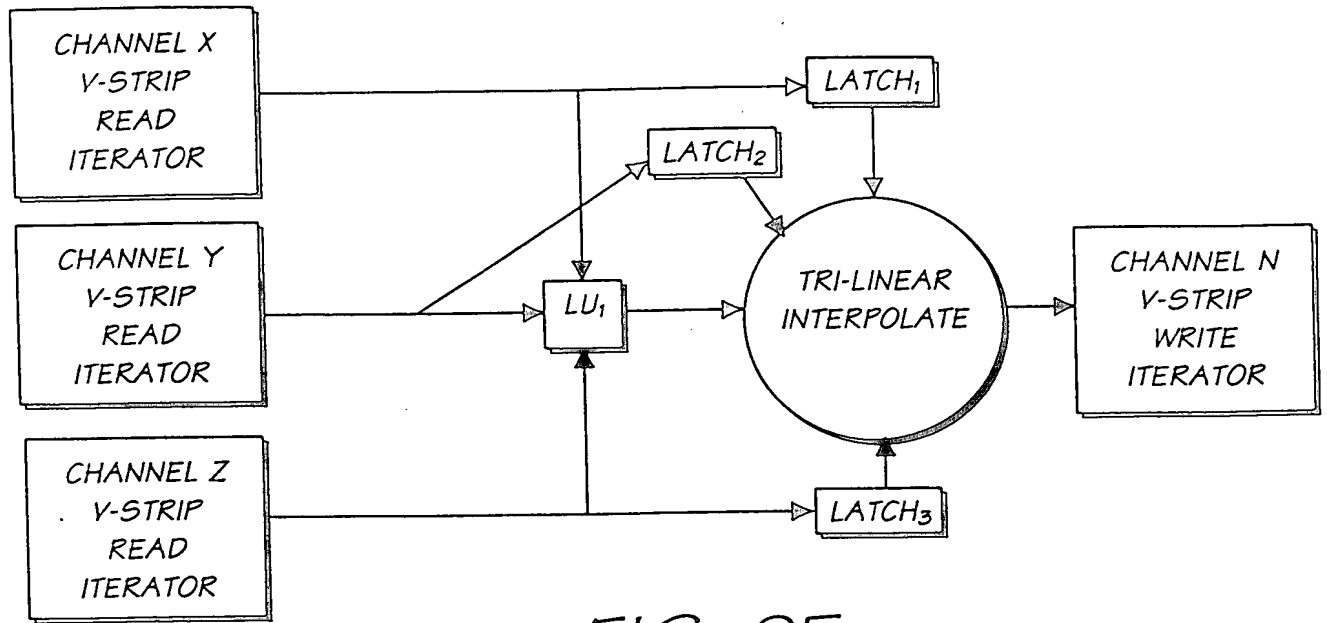 CHANNEL X
V-STRIP
READ
ITERATOR
LATCH₁
LATCH₂
CHANNEL Y
V-STRIP
READ
ITERATOR
LU₁
TRI-LINEAR
INTERPOLATE
CHANNEL N
V-STRIP
WRITE
ITERATOR
CHANNEL Z
V-STRIP
READ
ITERATOR
LATCH₃